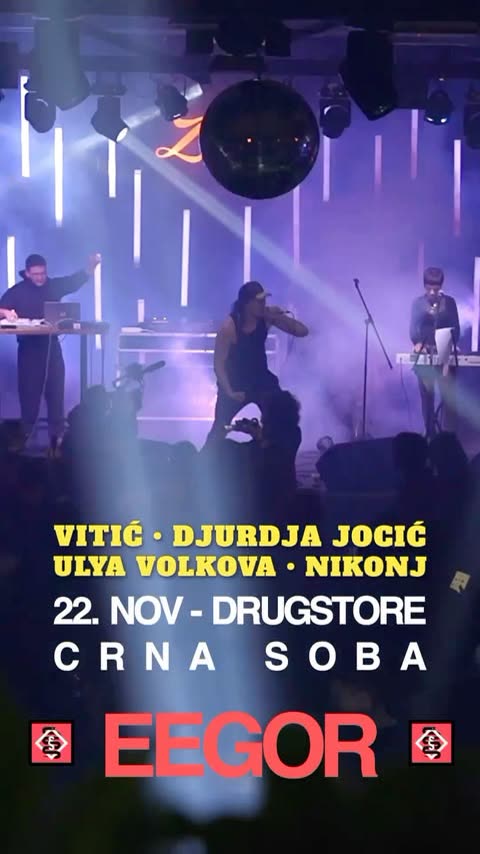 VITIĆ • DJURDJA JOCIĆ
ULYA VOLKOVA • NIKONJ
22. NOV - DRUGSTORE
CRNA SOBA
EEGOR